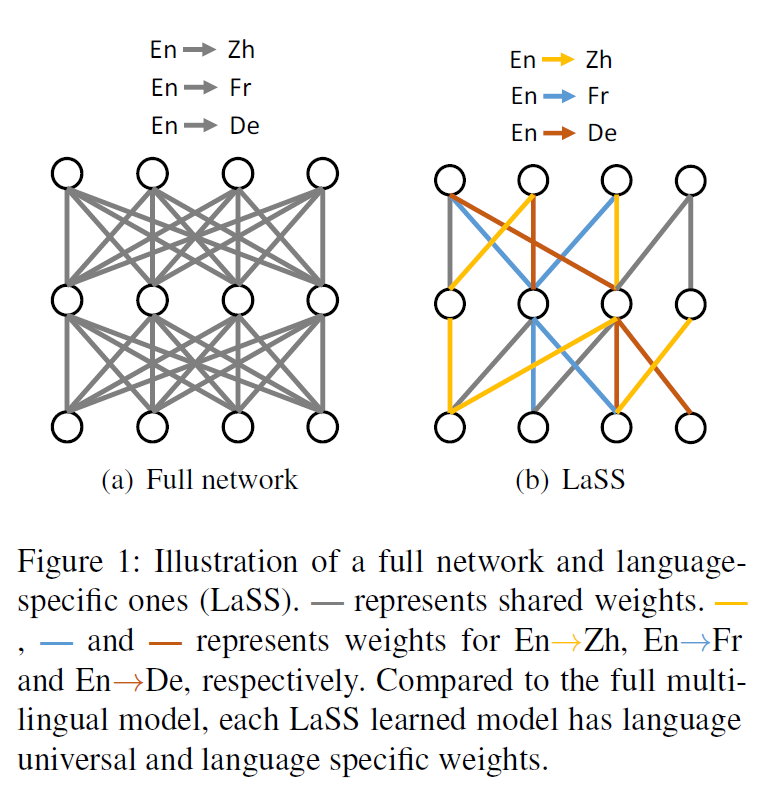 En → Zh
En → Fr
En → De
En → Zh
En → Fr
En → De
(a) Full network
(b) LaSS
Figure 1: Illustration of a full network and language-
specific ones (LaSS). — represents shared weights. —
, — and — represents weights for En→Zh, En→Fr
and En→De, respectively. Compared to the full multi-
lingual model, each LaSS learned model has language
universal and language specific weights.